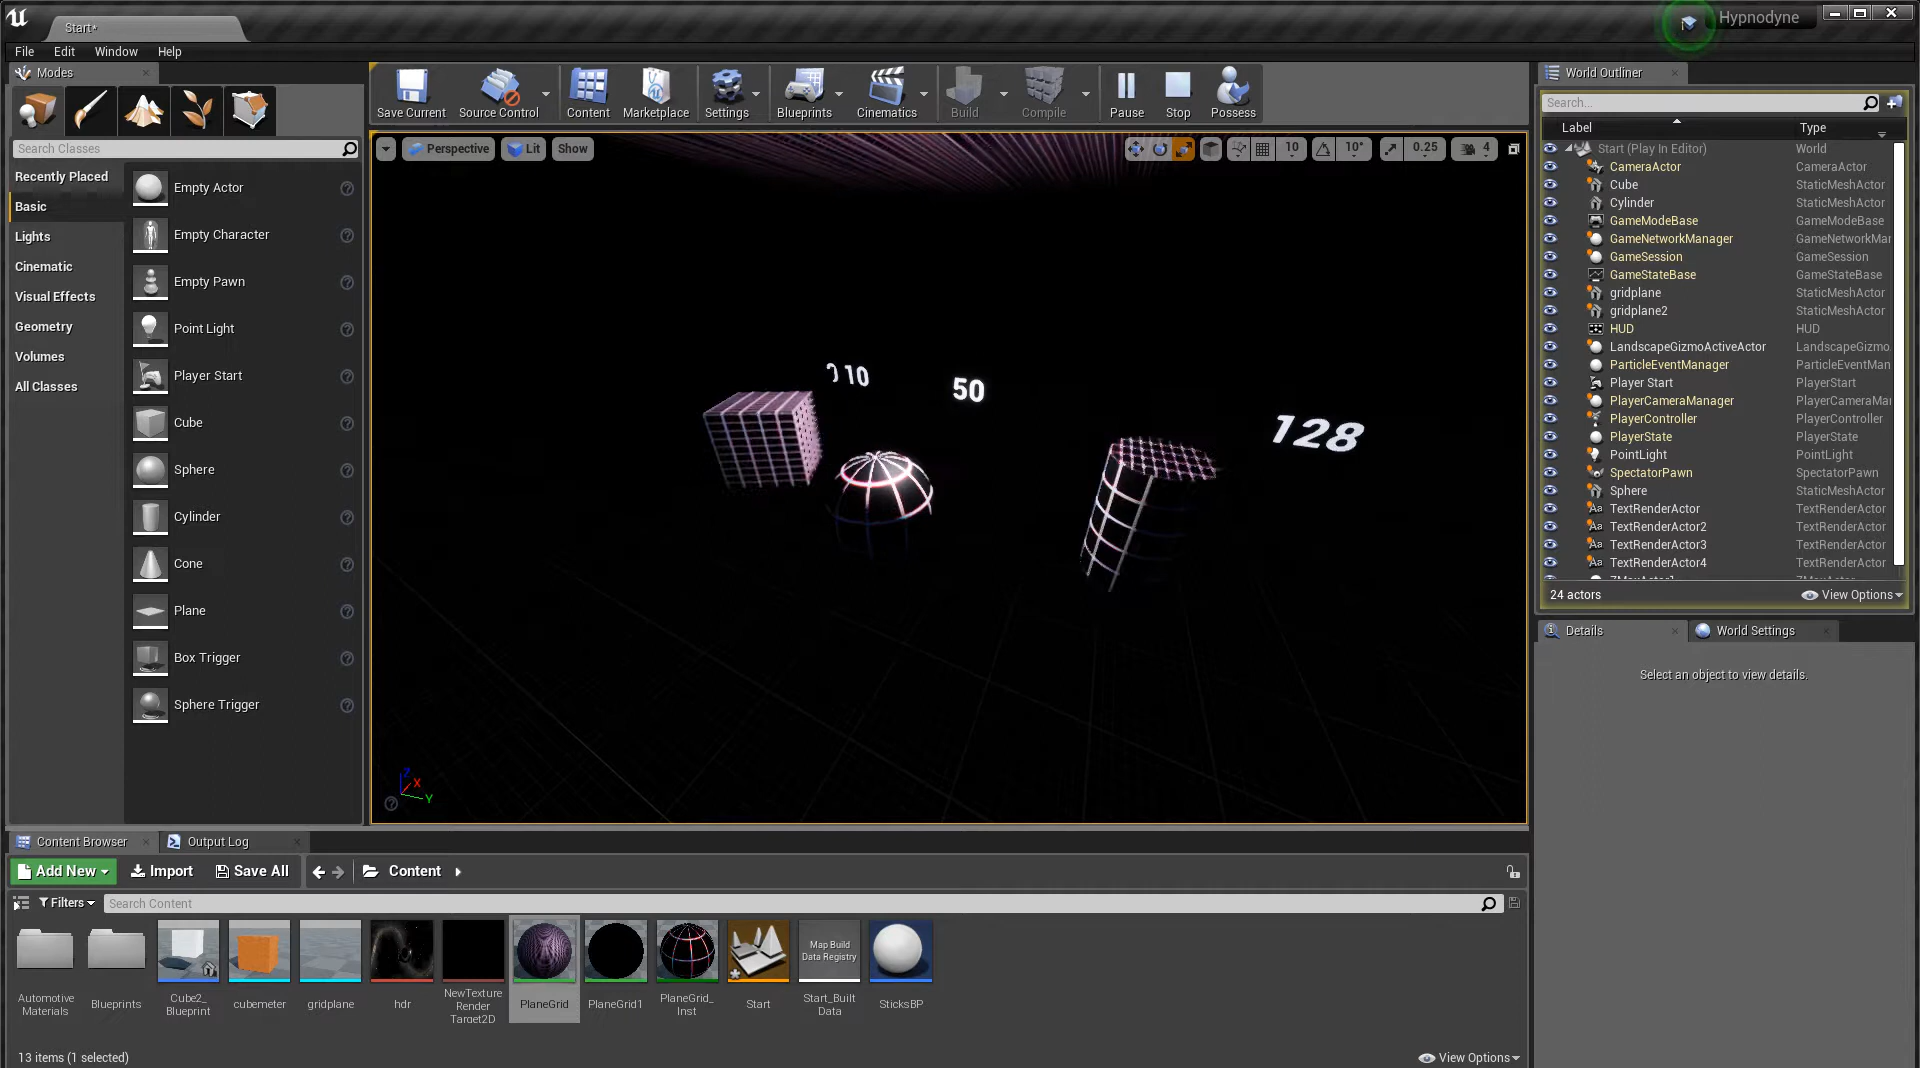 Start*
Hypnodyne
File Edit Window Help
Modes
Search Classes
Recently Placed
Basic
Lights
Cinematic
Visual Effects
Geometry
Volumes
All Classes
Empty Actor
Empty Character
Empty Pawn
Point Light
Player Start
Cube
Sphere
Cylinder
Cone
Plane
Box Trigger
Sphere Trigger
Save Current Source Control Content Marketplace Settings Blueprints Cinematics Build Compile Pause Stop Possess
Perspective Lit Show 10 10° 0.25 4
10
50
128
Z
X
Y
World Outliner
Search...
Label Type
Start (Play In Editor) World
CameraActor CameraActor
Cube StaticMeshActor
Cylinder StaticMeshActor
GameModeBase GameModeBase
GameNetworkManager GameNetworkMar
GameSession GameSession
GameStateBase GameStateBase
gridplane StaticMeshActor
gridplane2 StaticMeshActor
HUD HUD
LandscapeGizmoActiveActor LandscapeGizmo
ParticleEventManager ParticleEventMan
Player Start PlayerStart
PlayerCameraManager PlayerCameraMar
PlayerController PlayerController
PlayerState PlayerState
PointLight PointLight
SpectatorPawn SpectatorPawn
Sphere StaticMeshActor
TextRenderActor TextRenderActor
TextRenderActor2 TextRenderActor
TextRenderActor3 TextRenderActor
TextRenderActor4 TextRenderActor
24 actors View Options
Details World Settings
Select an object to view details.
Content Browser Output Log
Add New Import Save All Content
Filters Search Content
Automotive
Materials
Blueprints
Cube2_
Blueprint
cubemeter
gridplane
hdr
NewTexture
Render
Target2D
PlaneGrid
PlaneGrid1
PlaneGrid_
Inst
Start
Map Build
Data Registry
Start_Built
Data
SticksBP
13 items (1 selected) View Options